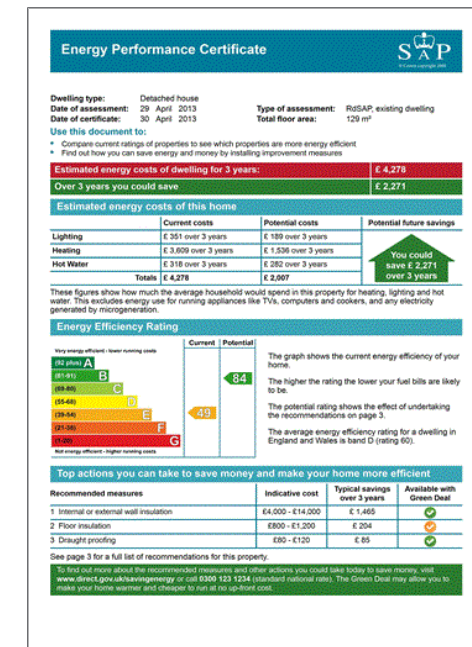 Energy Performance Certificate
SAP
© Crown copyright 2009
Dwelling type: Detached house
Date of assessment: 29 April 2013 Type of assessment: RdSAP, existing dwelling
Date of certificate: 30 April 2013 Total floor area: 129 m²
Use this document to:
• Compare current ratings of properties to see which properties are more energy efficient
• Find out how you can save energy and money by installing improvement measures
Estimated energy costs of dwelling for 3 years: £ 4,278
Over 3 years you could save £ 2,271
Estimated energy costs of this home
Current costs Potential costs Potential future savings
Lighting £ 351 over 3 years £ 189 over 3 years
Heating £ 3,609 over 3 years £ 1,536 over 3 years
Hot Water £ 318 over 3 years £ 282 over 3 years
Totals £ 4,278 £ 2,007
You could
save £ 2,271
over 3 years
These figures show how much the average household would spend in this property for heating, lighting and hot
water. This excludes energy use for running appliances like TVs, computers and cookers, and any electricity
generated by microgeneration.
Energy Efficiency Rating
Current Potential
Very energy efficient - lower running costs
(92 plus) A
(81-91) B
(69-80) C
(55-68) D
(39-54) E
(21-38) F
(1-20) G
Not energy efficient - higher running costs
49
84
The graph shows the current energy efficiency of your
home.
The higher the rating the lower your fuel bills are likely
to be.
The potential rating shows the effect of undertaking
the recommendations on page 3.
The average energy efficiency rating for a dwelling in
England and Wales is band D (rating 60).
Top actions you can take to save money and make your home more efficient
Recommended measures Indicative cost Typical savings over 3 years Available with Green Deal
1 Internal or external wall insulation £4,000 - £14,000 £ 1,465
2 Floor insulation £800 - £1,200 £ 204
3 Draught proofing £80 - £120 £ 85
See page 3 for a full list of recommendations for this property.
To find out more about the recommended measures and other actions you could take today to save money, visit
www.direct.gov.uk/savingenergy or call 0300 123 1234 (standard national rate). The Green Deal may allow you to
make your home warmer and cheaper to run at no up-front cost.